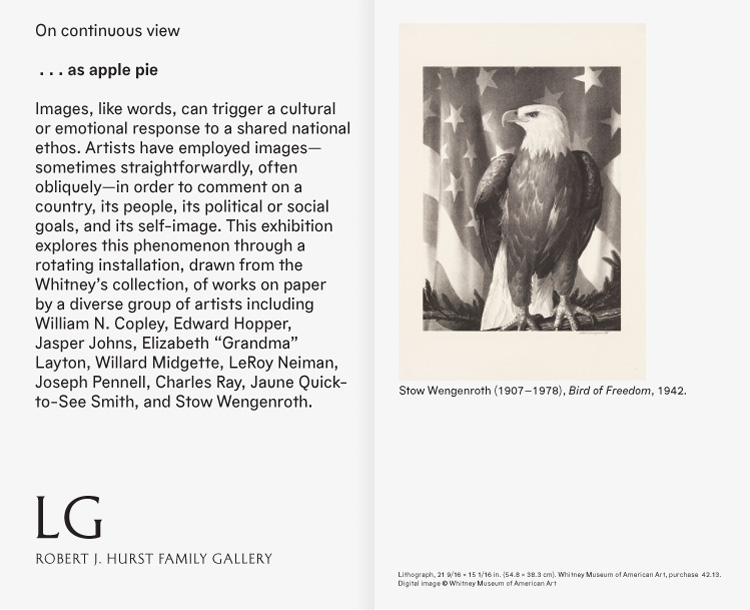 On continuous view
. . . as apple pie
Images, like words, can trigger a cultural
or emotional response to a shared national
ethos. Artists have employed images—
sometimes straightforwardly, often
obliquely—in order to comment on a
country, its people, its political or social
goals, and its self-image. This exhibition
explores this phenomenon through a
rotating installation, drawn from the
Whitney’s collection, of works on paper
by a diverse group of artists including
William N. Copley, Edward Hopper,
Jasper Johns, Elizabeth “Grandma”
Layton, Willard Midgette, LeRoy Neiman,
Joseph Pennell, Charles Ray, Jaune Quick-
to-See Smith, and Stow Wengenroth.
LG
ROBERT J. HURST FAMILY GALLERY
Stow Wengenroth (1907–1978), Bird of Freedom, 1942.
Lithograph, 21 9/16 × 15 1/16 in. (54.8 × 38.3 cm). Whitney Museum of American Art, purchase 42.13.
Digital image © Whitney Museum of American Art